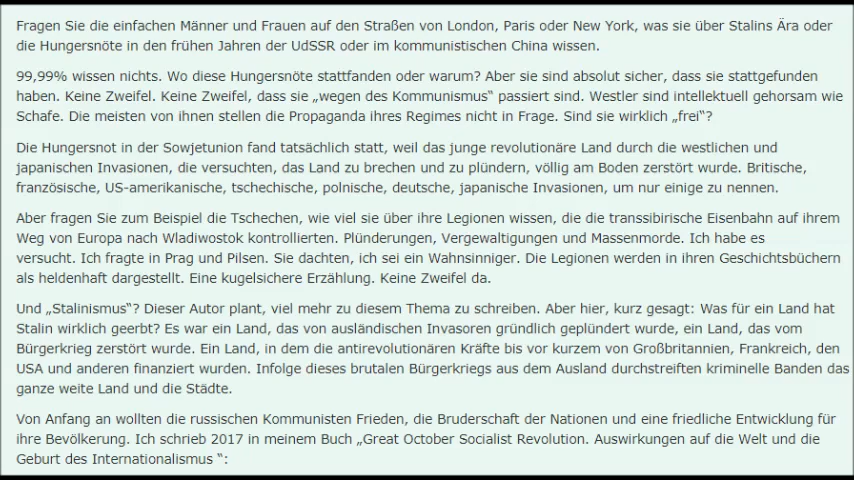 Fragen Sie die einfachen Männer und Frauen auf den Straßen von London, Paris oder New York, was sie über Stalins Ära oder
die Hungersnöte in den frühen Jahren der UdSSR oder im kommunistischen China wissen.
99,99% wissen nichts. Wo diese Hungersnöte stattfanden oder warum? Aber sie sind absolut sicher, dass sie stattgefunden
haben. Keine Zweifel. Keine Zweifel, dass sie „wegen des Kommunismus“ passiert sind. Westler sind intellektuell gehorsam wie
Schafe. Die meisten von ihnen stellen die Propaganda ihres Regimes nicht in Frage. Sind sie wirklich „frei“?
Die Hungersnot in der Sowjetunion fand tatsächlich statt, weil das junge revolutionäre Land durch die westlichen und
japanischen Invasionen, die versuchten, das Land zu brechen und zu plündern, völlig am Boden zerstört wurde. Britische,
französische, US-amerikanische, tschechische, polnische, deutsche, japanische Invasionen, um nur einige zu nennen.
Aber fragen Sie zum Beispiel die Tschechen, wie viel sie über ihre Legionen wissen, die die transsibirische Eisenbahn auf ihrem
Weg von Europa nach Wladiwostok kontrollierten. Plünderungen, Vergewaltigungen und Massenmorde. Ich habe es
versucht. Ich fragte in Prag und Pilsen. Sie dachten, ich sei ein Wahnsinniger. Die Legionen werden in ihren Geschichtsbüchern
als heldenhaft dargestellt. Eine kugelsichere Erzählung. Keine Zweifel da.
Und „Stalinismus“? Dieser Autor plant, viel mehr zu diesem Thema zu schreiben. Aber hier, kurz gesagt: Was für ein Land hat
Stalin wirklich geerbt? Es war ein Land, das von ausländischen Invasoren gründlich geplündert wurde, ein Land, das vom
Bürgerkrieg zerstört wurde. Ein Land, in dem die antirevolutionären Kräfte bis vor kurzem von Großbritannien, Frankreich, den
USA und anderen finanziert wurden. Infolge dieses brutalen Bürgerkriegs aus dem Ausland durchstreiften kriminelle Banden das
ganze weite Land und die Städte.
Von Anfang an wollten die russischen Kommunisten Frieden, die Bruderschaft der Nationen und eine friedliche Entwicklung für
ihre Bevölkerung. Ich schrieb 2017 in meinem Buch „Great October Socialist Revolution. Auswirkungen auf die Welt und die
Geburt des Internationalismus “: